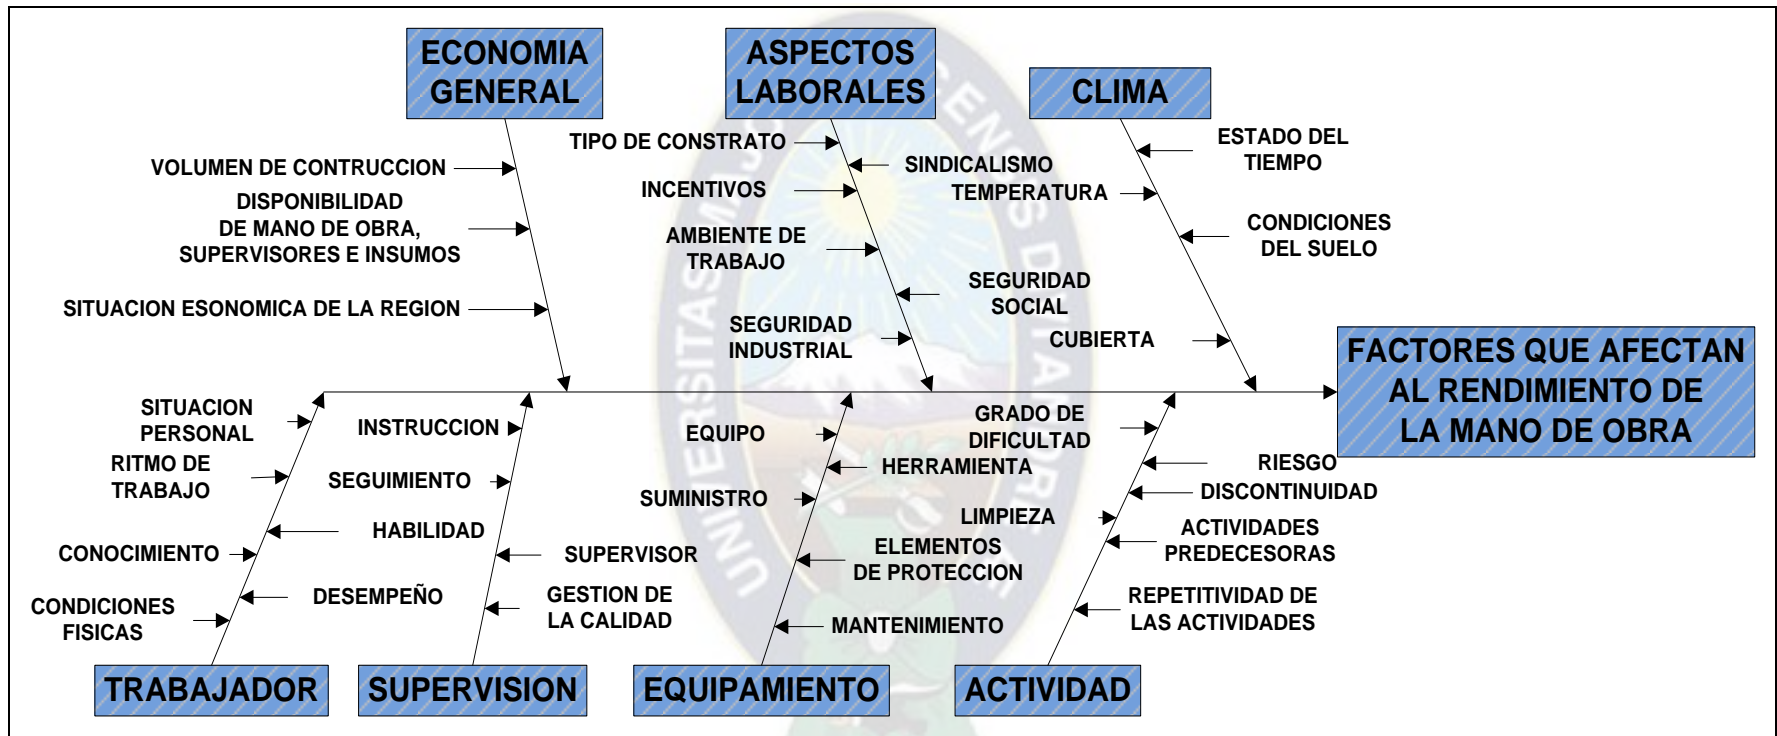 ECONOMIA
GENERAL
ASPECTOS
LABORALES
CLIMA
VOLUMEN DE CONTRUCCION
DISPONIBILIDAD
DE MANO DE OBRA,
SUPERVISORES E INSUMOS
SITUACION ESONOMICA DE LA REGION
TIPO DE CONSTRATO
SINDICALISMO
INCENTIVOS
AMBIENTE DE
TRABAJO
SEGURIDAD
SOCIAL
SEGURIDAD
INDUSTRIAL
ESTADO DEL
TIEMPO
TEMPERATURA
CONDICIONES
DEL SUELO
CUBIERTA
FACTORES QUE AFECTAN
AL RENDIMIENTO DE
LA MANO DE OBRA
SITUACION
PERSONAL
RITMO DE
TRABAJO
HABILIDAD
CONOCIMIENTO
DESEMPEÑO
CONDICIONES
FISICAS
INSTRUCCION
SEGUIMIENTO
SUPERVISOR
GESTION DE
LA CALIDAD
EQUIPO
HERRAMIENTA
SUMINISTRO
ELEMENTOS
DE PROTECCION
MANTENIMIENTO
GRADO DE
DIFICULTAD
RIESGO
DISCONTINUIDAD
LIMPIEZA
ACTIVIDADES
PREDECESORAS
REPETITIVIDAD DE
LAS ACTIVIDADES
TRABAJADOR
SUPERVISION
EQUIPAMIENTO
ACTIVIDAD